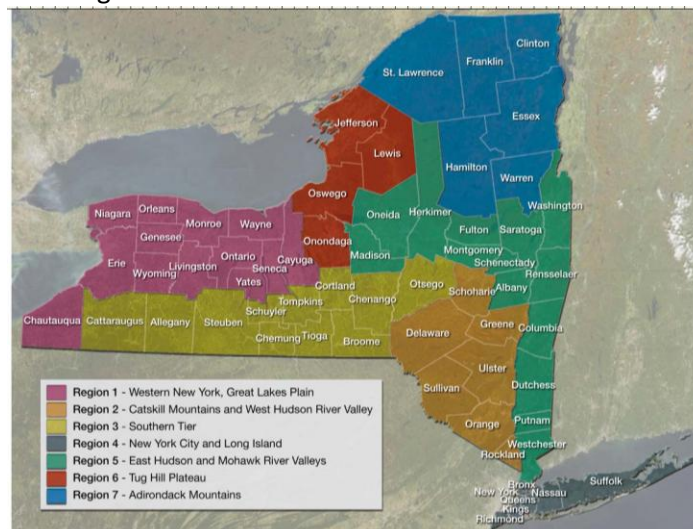 Clinton
Franklin
St. Lawrence
Essex
Jefferson
Lewis
Hamilton
Warren
Oswego
Washington
Oneida
Herkimer
Niagara
Orleans
Monroe
Wayne
Fulton
Saratoga
Genesee
Onondaga
Madison
Montgomery
Erie
Wyoming
Livingston
Ontario
Seneca
Cayuga
Schenectady
Rensselaer
Yates
Cortland
Otsego
Schoharie
Albany
Chautauqua
Cattaraugus
Allegany
Steuben
Schuyler
Tompkins
Chenango
Chemung
Tioga
Broome
Delaware
Greene
Columbia
Ulster
Sullivan
Dutchess
Orange
Putnam
Westchester
Rockland
Region 1 - Western New York, Great Lakes Plain
Region 2 - Catskill Mountains and West Hudson River Valley
Region 3 - Southern Tier
Region 4 - New York City and Long Island
Region 5 - East Hudson and Mohawk River Valleys
Region 6 - Tug Hill Plateau
Region 7 - Adirondack Mountains
Bronx
New York
Nassau
Suffolk
Queens
Kings
Richmond